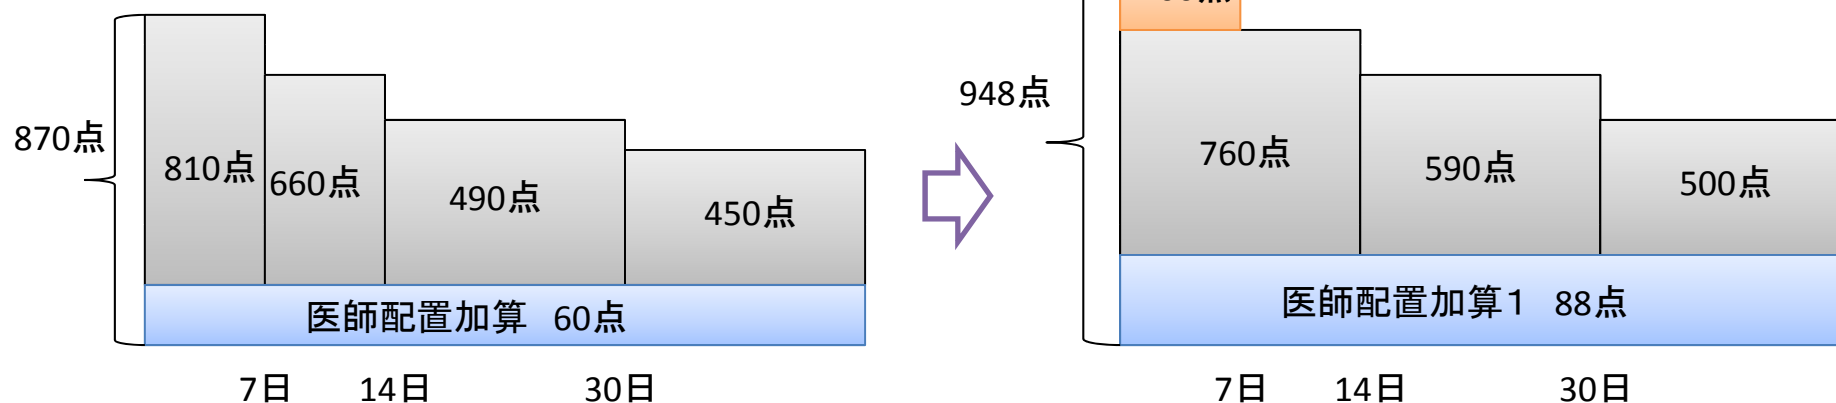 870点
810点
660点
490点
450点
医師配置加算 60点
7日 14日 30日
948点
760点
590点
500点
医師配置加算1 88点
7日 14日 30日